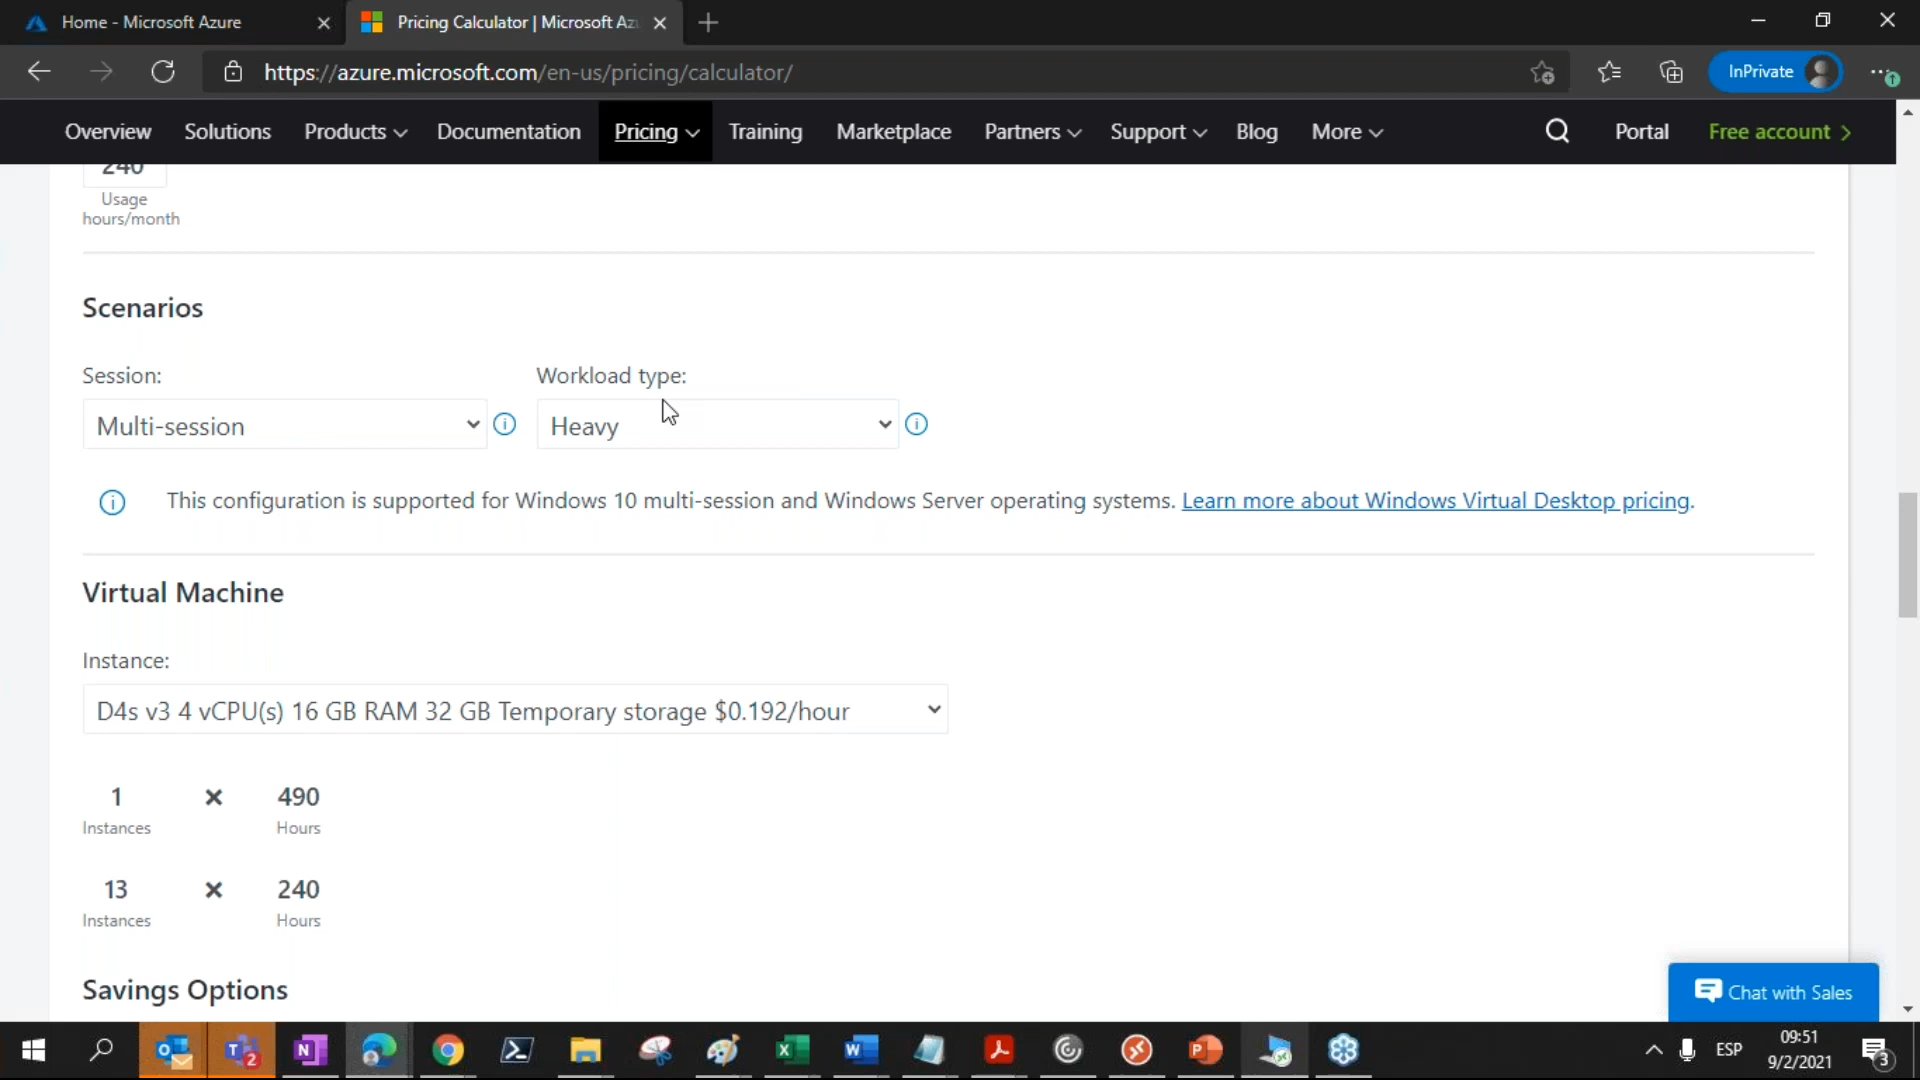 Home - Microsoft Azure
Pricing Calculator | Microsoft Az
https://azure.microsoft.com/en-us/pricing/calculator/
InPrivate
Overview Solutions Products Documentation Pricing Training Marketplace Partners Support Blog More Portal Free account
240
Usage
hours/month
Scenarios
Session: Workload type:
Multi-session Heavy
This configuration is supported for Windows 10 multi-session and Windows Server operating systems. Learn more about Windows Virtual Desktop pricing.
Virtual Machine
Instance:
D4s v3 4 vCPU(s) 16 GB RAM 32 GB Temporary storage $0.192/hour
1 × 490
Instances Hours
13 × 240
Instances Hours
Savings Options
Chat with Sales
ESP
09:51
9/2/2021
3
2